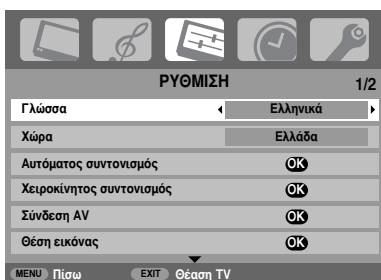 ΡΥΘΜΙΣΗ 1/2
Γλώσσα Ελληνικά
Χώρα Ελλάδα
Αυτόματος συντονισμός OK
Χειροκίνητος συντονισμός OK
Σύνδεση AV OK
Θέση εικόνας OK
MENU Πίσω EXIT Θέαση TV